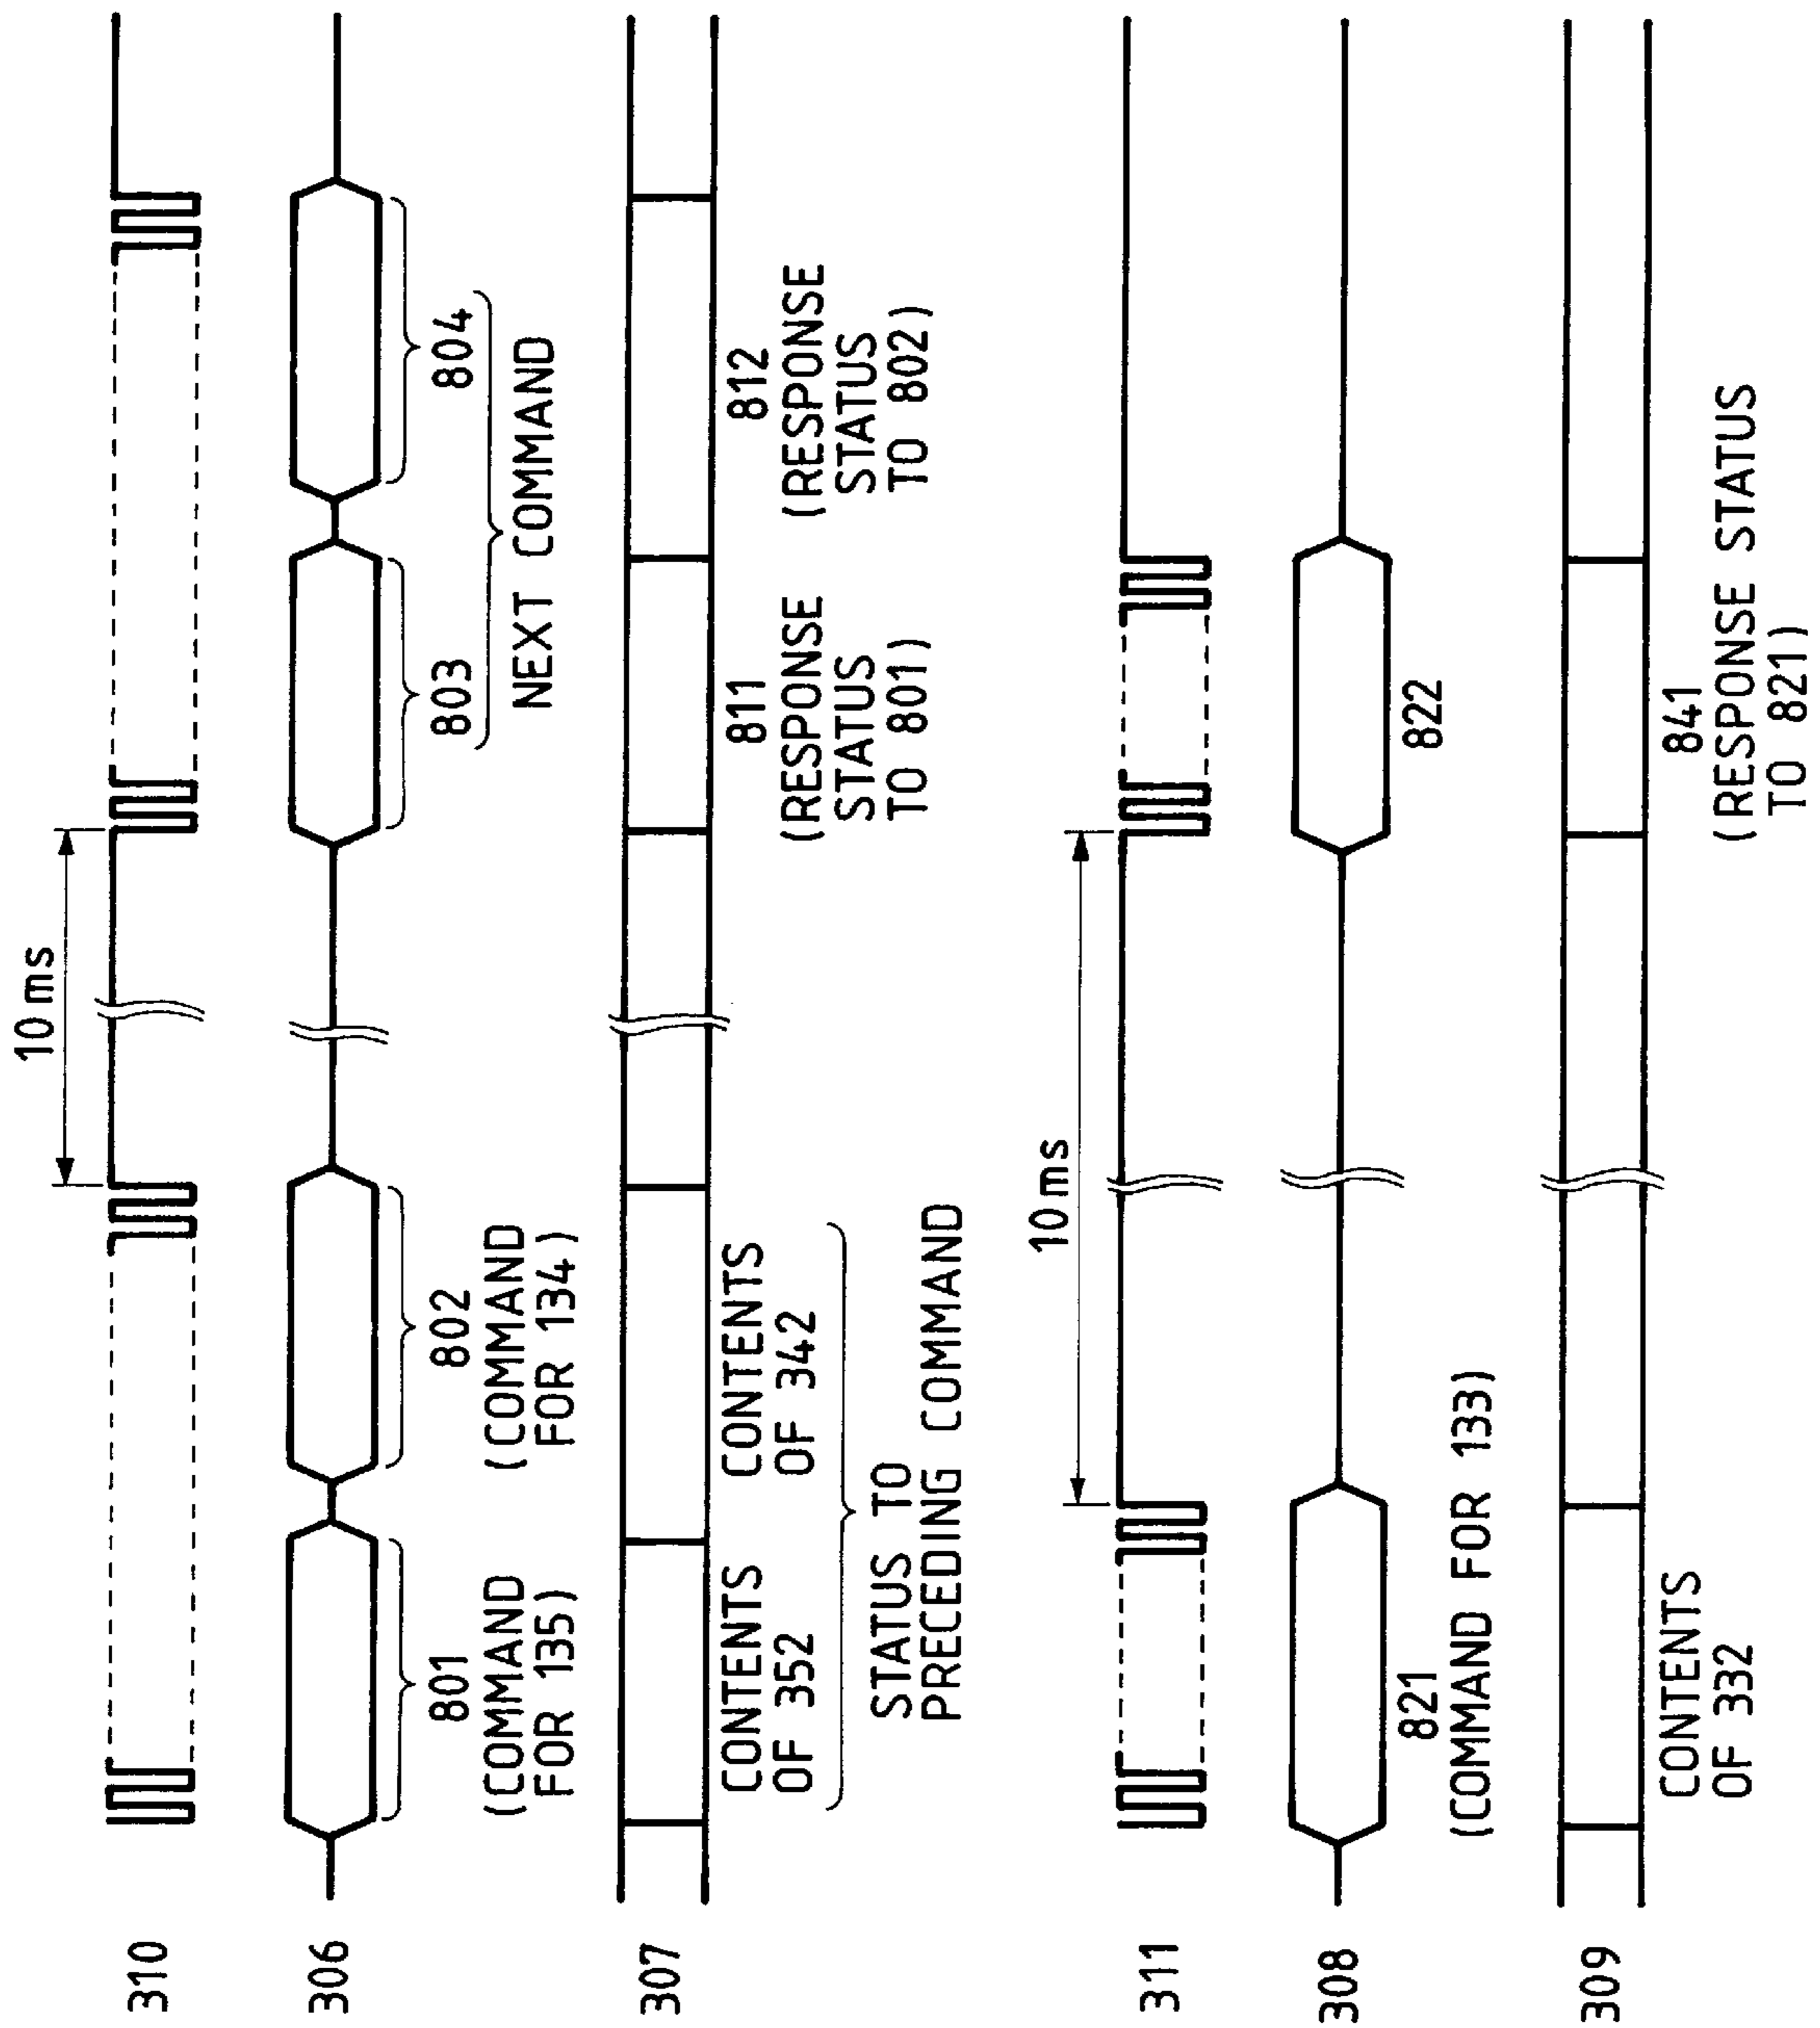 10 ms
310
306
801
(COMMAND
FOR 135)
802
(COMMAND
FOR 134)
803
804
NEXT COMMAND
307
CONTENTS
OF 352
CONTENTS
OF 342
STATUS TO
PRECEDING COMMAND
811
(RESPONSE
STATUS
TO 801)
812
(RESPONSE
STATUS
TO 802)
10 ms
311
308
821
(COMMAND FOR 133)
822
309
CONTENTS
OF 332
841
(RESPONSE STATUS
TO 821)